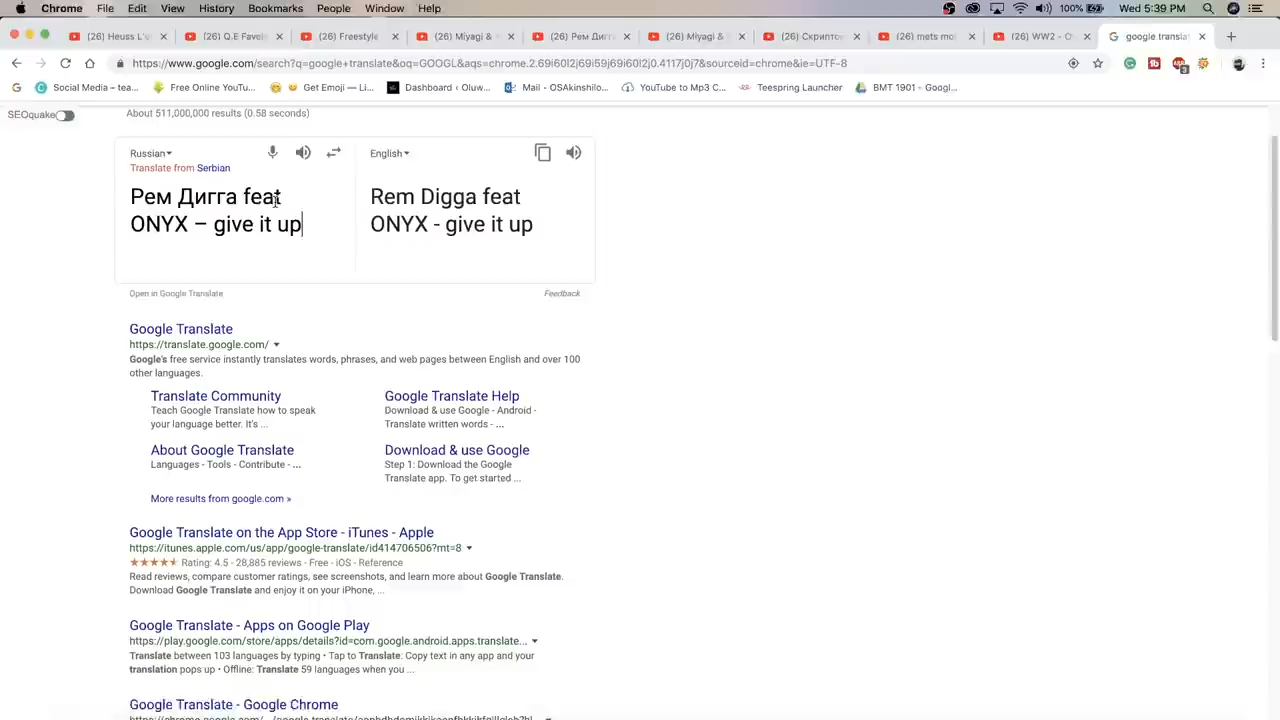 Chrome File Edit View History Bookmarks People Window Help 100% Wed 5:39 PM
(26) Heuss L' (26) Q.E Favel (26) Freestyle (26) Miyagi & (26) Рем Дигг (26) Miyagi & (26) Скрипто (26) mets mo (26) WW2 - O google transla
https://www.google.com/search?q=google+translate&oq=GOOGL&aqs=chrome.2.69i60l2j69i59j69i60l2j0.4117j0j7&sourceid=chrome&ie=UTF-8
Social Media – tea... Free Online YouTu... Get Emoji — Li... Dashboard ‹ Oluw... Mail - OSAkinshilo... YouTube to Mp3 C... Teespring Launcher BMT 1901 - Googl...
SEOquake About 511,000,000 results (0.58 seconds)
Russian English
Translate from Serbian
Рем Дигга feat Rem Digga feat
ONYX – give it up ONYX - give it up
Open in Google Translate Feedback
Google Translate
https://translate.google.com/
Google's free service instantly translates words, phrases, and web pages between English and over 100
other languages.
Translate Community Google Translate Help
Teach Google Translate how to speak Download & use Google - Android -
your language better. It's ... Translate written words - ...
About Google Translate Download & use Google
Languages - Tools - Contribute - ... Step 1: Download the Google
Translate app. To get started ...
More results from google.com »
Google Translate on the App Store - iTunes - Apple
https://itunes.apple.com/us/app/google-translate/id414706506?mt=8
Rating: 4.5 - 28,885 reviews - Free - iOS - Reference
Read reviews, compare customer ratings, see screenshots, and learn more about Google Translate.
Download Google Translate and enjoy it on your iPhone, ...
Google Translate - Apps on Google Play
https://play.google.com/store/apps/details?id=com.google.android.apps.translate...
Translate between 103 languages by typing • Tap to Translate: Copy text in any app and your
translation pops up • Offline: Translate 59 languages when you ...
Google Translate - Google Chrome